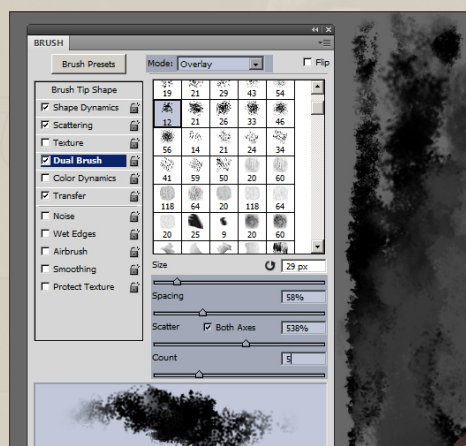 BRUSH
Brush Presets
Mode: Overlay
Flip
Brush Tip Shape
Shape Dynamics
Scattering
Texture
Dual Brush
Color Dynamics
Transfer
Noise
Wet Edges
Airbrush
Smoothing
Protect Texture
19 21 29 43 54
12 21 26 33 46
56 14 21 24 34
41 59 50 20 60
118 64 20 118 64
20 25 9 20 60
Size 29 px
Spacing 58%
Scatter Both Axes 538%
Count 5